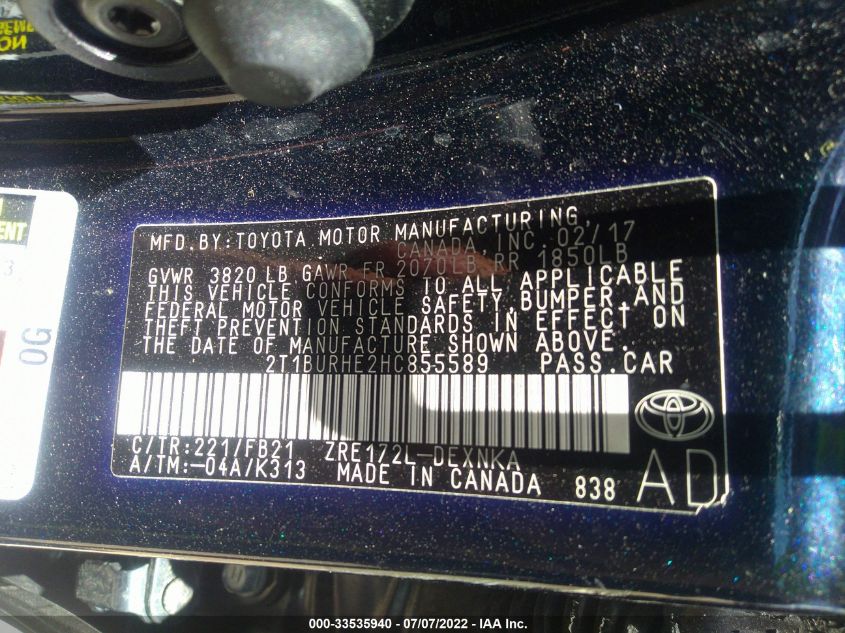 MFD.BY:TOYOTA MOTOR MANUFACTURING
CANADA, INC. 02/17
GVWR 3820 LB GAWR FR 2070LB RR 1850LB
THIS VEHICLE CONFORMS TO ALL APPLICABLE
FEDERAL MOTOR VEHICLE SAFETY, BUMPER, AND
THEFT PREVENTION STANDARDS IN EFFECT ON
THE DATE OF MANUFACTURE SHOWN ABOVE.
2T1BURHE2HC855589 PASS.CAR
C/TR:221/FB21 ZRE172L-DEXNKA
A/TM:-04A/K313 MADE IN CANADA 838
AD
OG
000-33535940 - 07/07/2022 - IAA Inc.